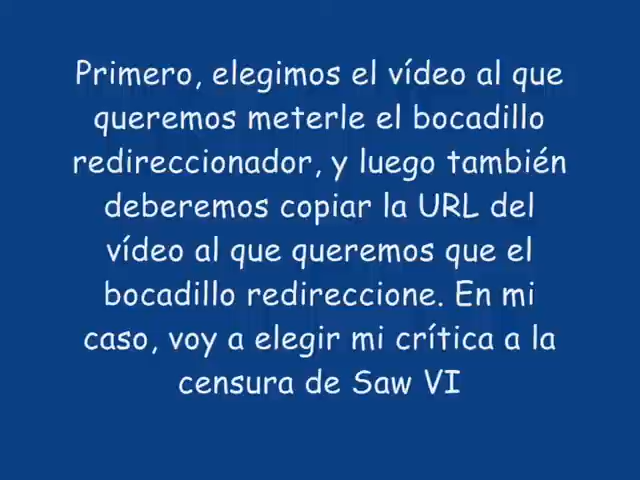 Primero, elegimos el vídeo al que
queremos meterle el bocadillo
redireccionador, y luego también
deberemos copiar la URL del
vídeo al que queremos que el
bocadillo redireccione. En mi
caso, voy a elegir mi crítica a la
censura de Saw VI